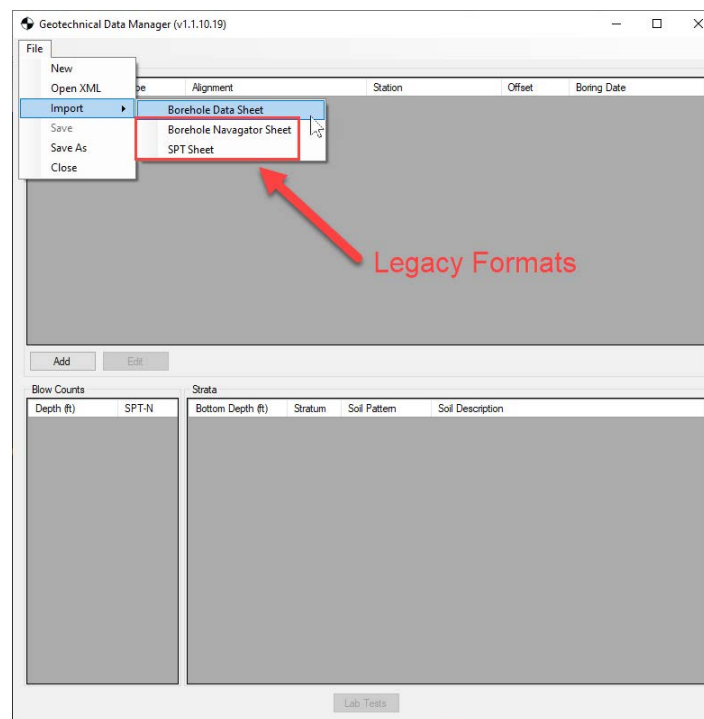 Geotechnical Data Manager (v1.1.10.19)
File
New
Open XML
Import
Save
Save As
Close
Borehole Data Sheet
Borehole Navagator Sheet
SPT Sheet
Alignment Station Offset Boring Date
Legacy Formats
Add Edit
Blow Counts Strata
Depth (ft) SPT-N Bottom Depth (ft) Stratum Soil Pattern Soil Description
Lab Tests